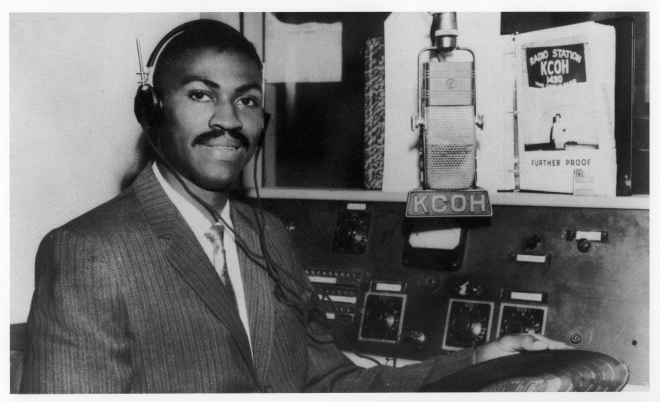 RADIO STATION
KCOH
1430
FURTHER PROOF
KCOH